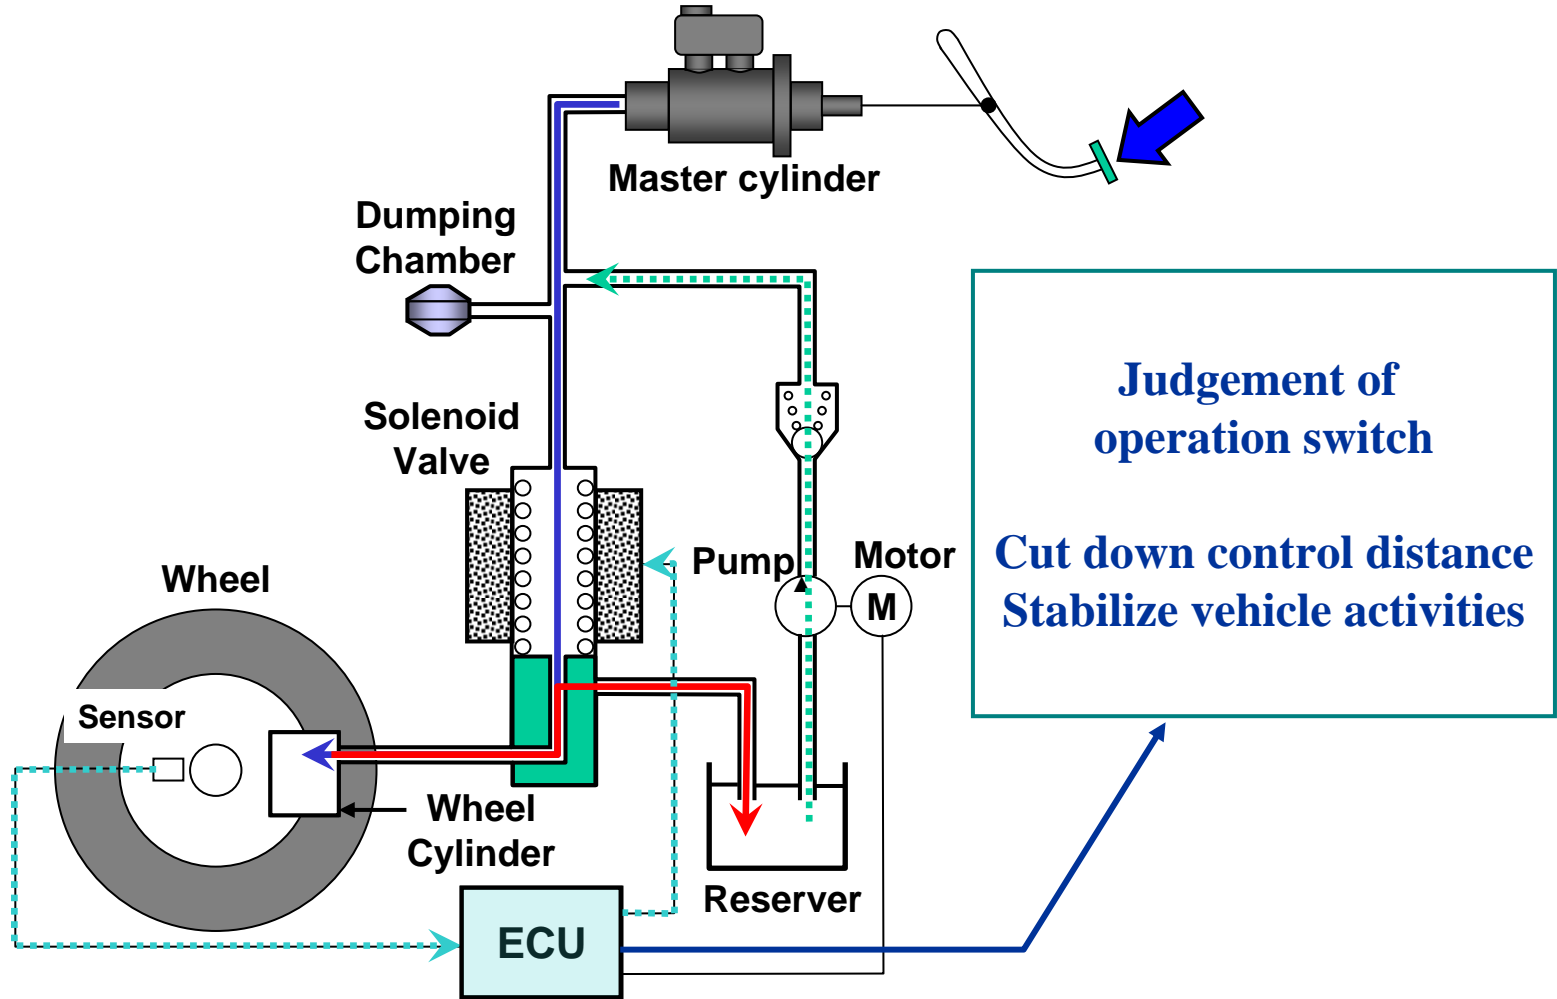 Master cylinder
Dumping
Chamber
Solenoid
Valve
Judgement of
operation switch
Cut down control distance
Stabilize vehicle activities
Pump
Motor
M
Wheel
Sensor
Wheel
Cylinder
Reserver
ECU